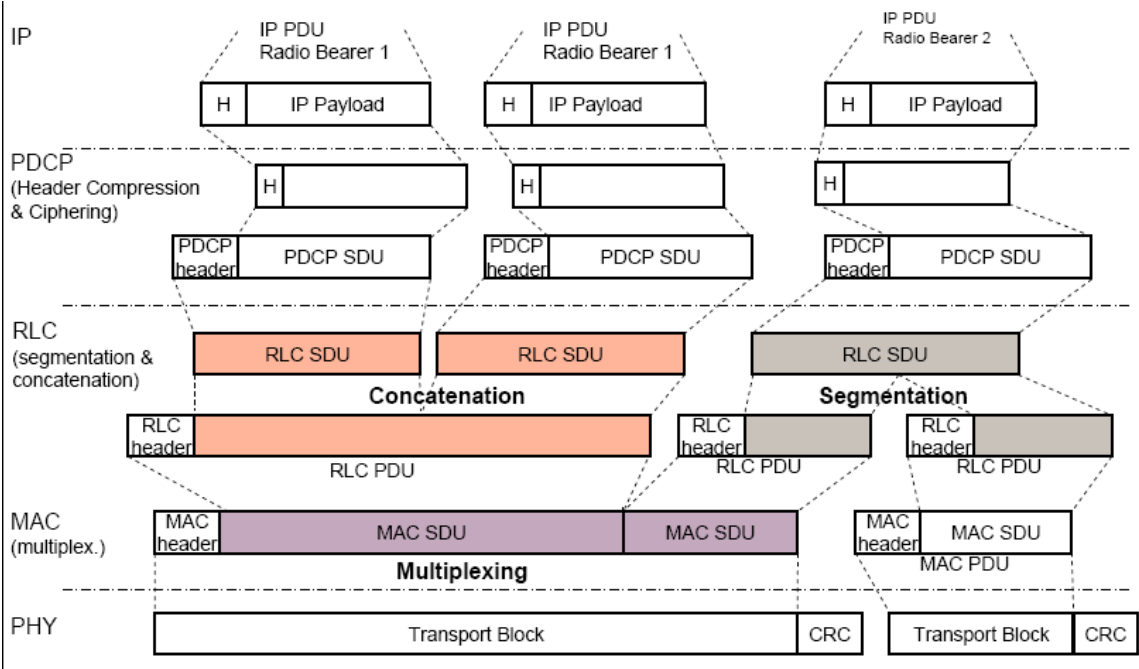 IP
IP PDU
Radio Bearer 1
IP PDU
Radio Bearer 1
IP PDU
Radio Bearer 2
H
IP Payload
H
IP Payload
H
IP Payload
PDCP
(Header Compression
& Ciphering)
H
H
H
PDCP
header
PDCP SDU
PDCP
header
PDCP SDU
PDCP
header
PDCP SDU
RLC
(segmentation &
concatenation)
RLC SDU
RLC SDU
RLC SDU
Concatenation
Segmentation
RLC
header
RLC PDU
RLC
header
RLC PDU
RLC
header
RLC PDU
MAC
(multiplex.)
MAC
header
MAC SDU
MAC SDU
MAC
header
MAC SDU
MAC PDU
Multiplexing
PHY
Transport Block
CRC
Transport Block
CRC